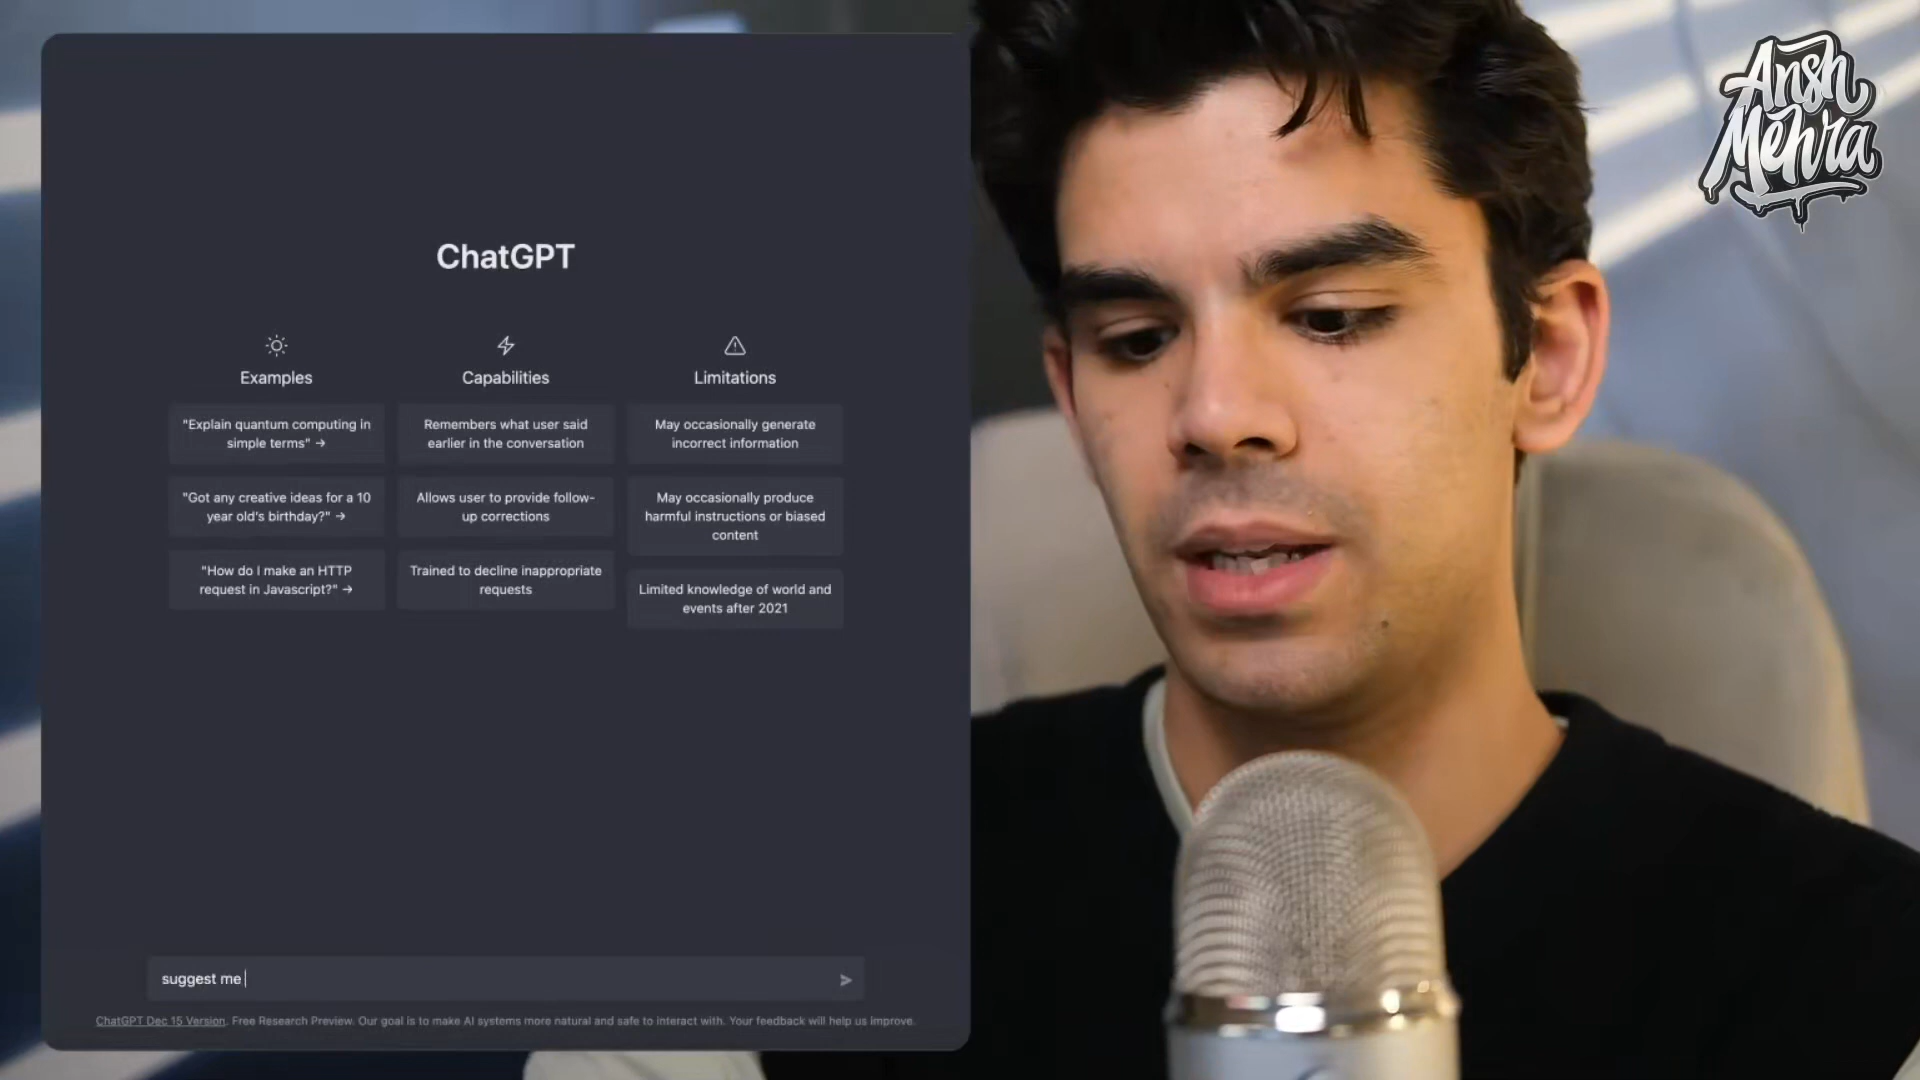 Ansh
Mehra
ChatGPT
Examples
"Explain quantum computing in
simple terms" →
"Got any creative ideas for a 10
year old's birthday?" →
"How do I make an HTTP
request in Javascript?" →
Capabilities
Remembers what user said
earlier in the conversation
Allows user to provide follow-
up corrections
Trained to decline inappropriate
requests
Limitations
May occasionally generate
incorrect information
May occasionally produce
harmful instructions or biased
content
Limited knowledge of world and
events after 2021
suggest me
ChatGPT Dec 15 Version. Free Research Preview. Our goal is to make AI systems more natural and safe to interact with. Your feedback will help us improve.